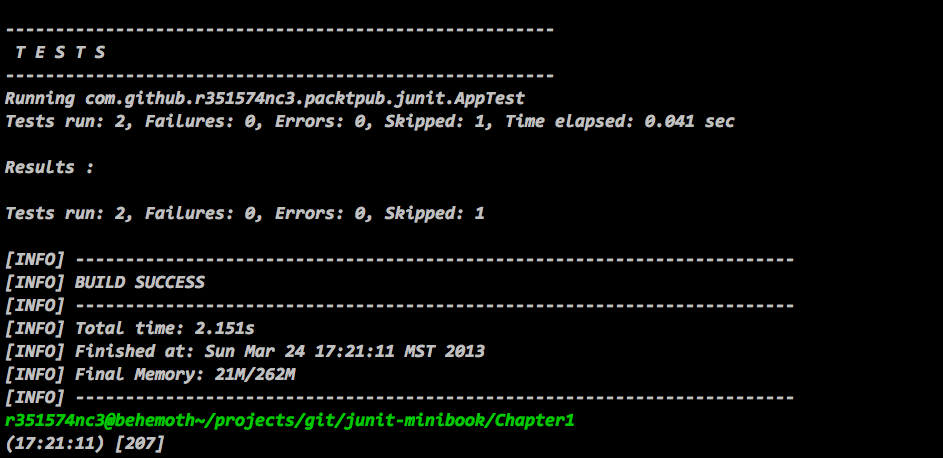 -------------------------------------------------------
T E S T S
-------------------------------------------------------
Running com.github.r351574nc3.packtpub.junit.AppTest
Tests run: 2, Failures: 0, Errors: 0, Skipped: 1, Time elapsed: 0.041 sec
Results :
Tests run: 2, Failures: 0, Errors: 0, Skipped: 1
[INFO] ------------------------------------------------------------------------
[INFO] BUILD SUCCESS
[INFO] ------------------------------------------------------------------------
[INFO] Total time: 2.151s
[INFO] Finished at: Sun Mar 24 17:21:11 MST 2013
[INFO] Final Memory: 21M/262M
[INFO] ------------------------------------------------------------------------
r351574nc3@behemoth~/projects/git/junit-minibook/Chapter1
(17:21:11) [207]